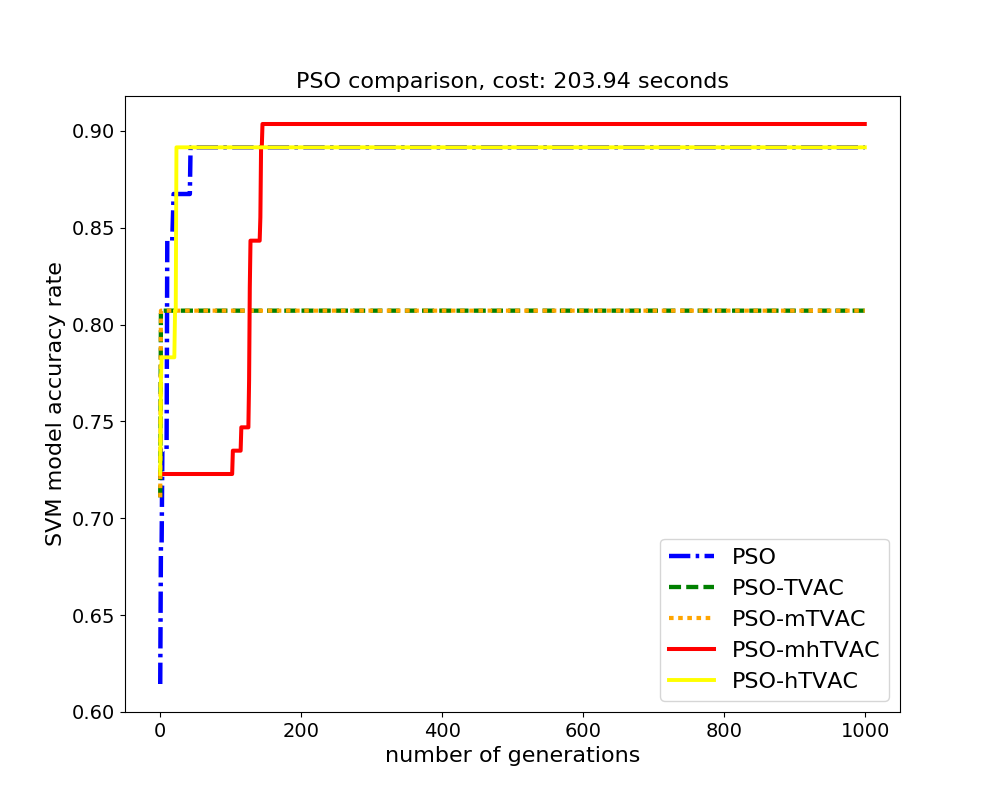 PSO comparison, cost: 203.94 seconds
SVM model accuracy rate
0.90
0.85
0.80
0.75
0.70
0.65
0.60
0
200
400
600
800
1000
number of generations
PSO
PSO-TVAC
PSO-mTVAC
PSO-mhTVAC
PSO-hTVAC